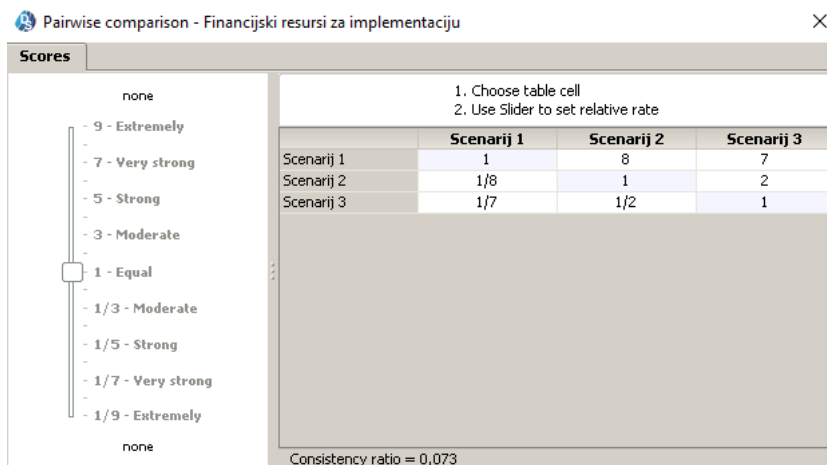 Pairwise comparison - Financijski resursi za implementaciju
Scores
none
9 - Extremely
7 - Very strong
5 - Strong
3 - Moderate
1 - Equal
1/3 - Moderate
1/5 - Strong
1/7 - Very strong
1/9 - Extremely
none
1. Choose table cell
2. Use Slider to set relative rate
Scenarij 1 Scenarij 2 Scenarij 3
Scenarij 1 1 8 7
Scenarij 2 1/8 1 2
Scenarij 3 1/7 1/2 1
Consistency ratio = 0,073